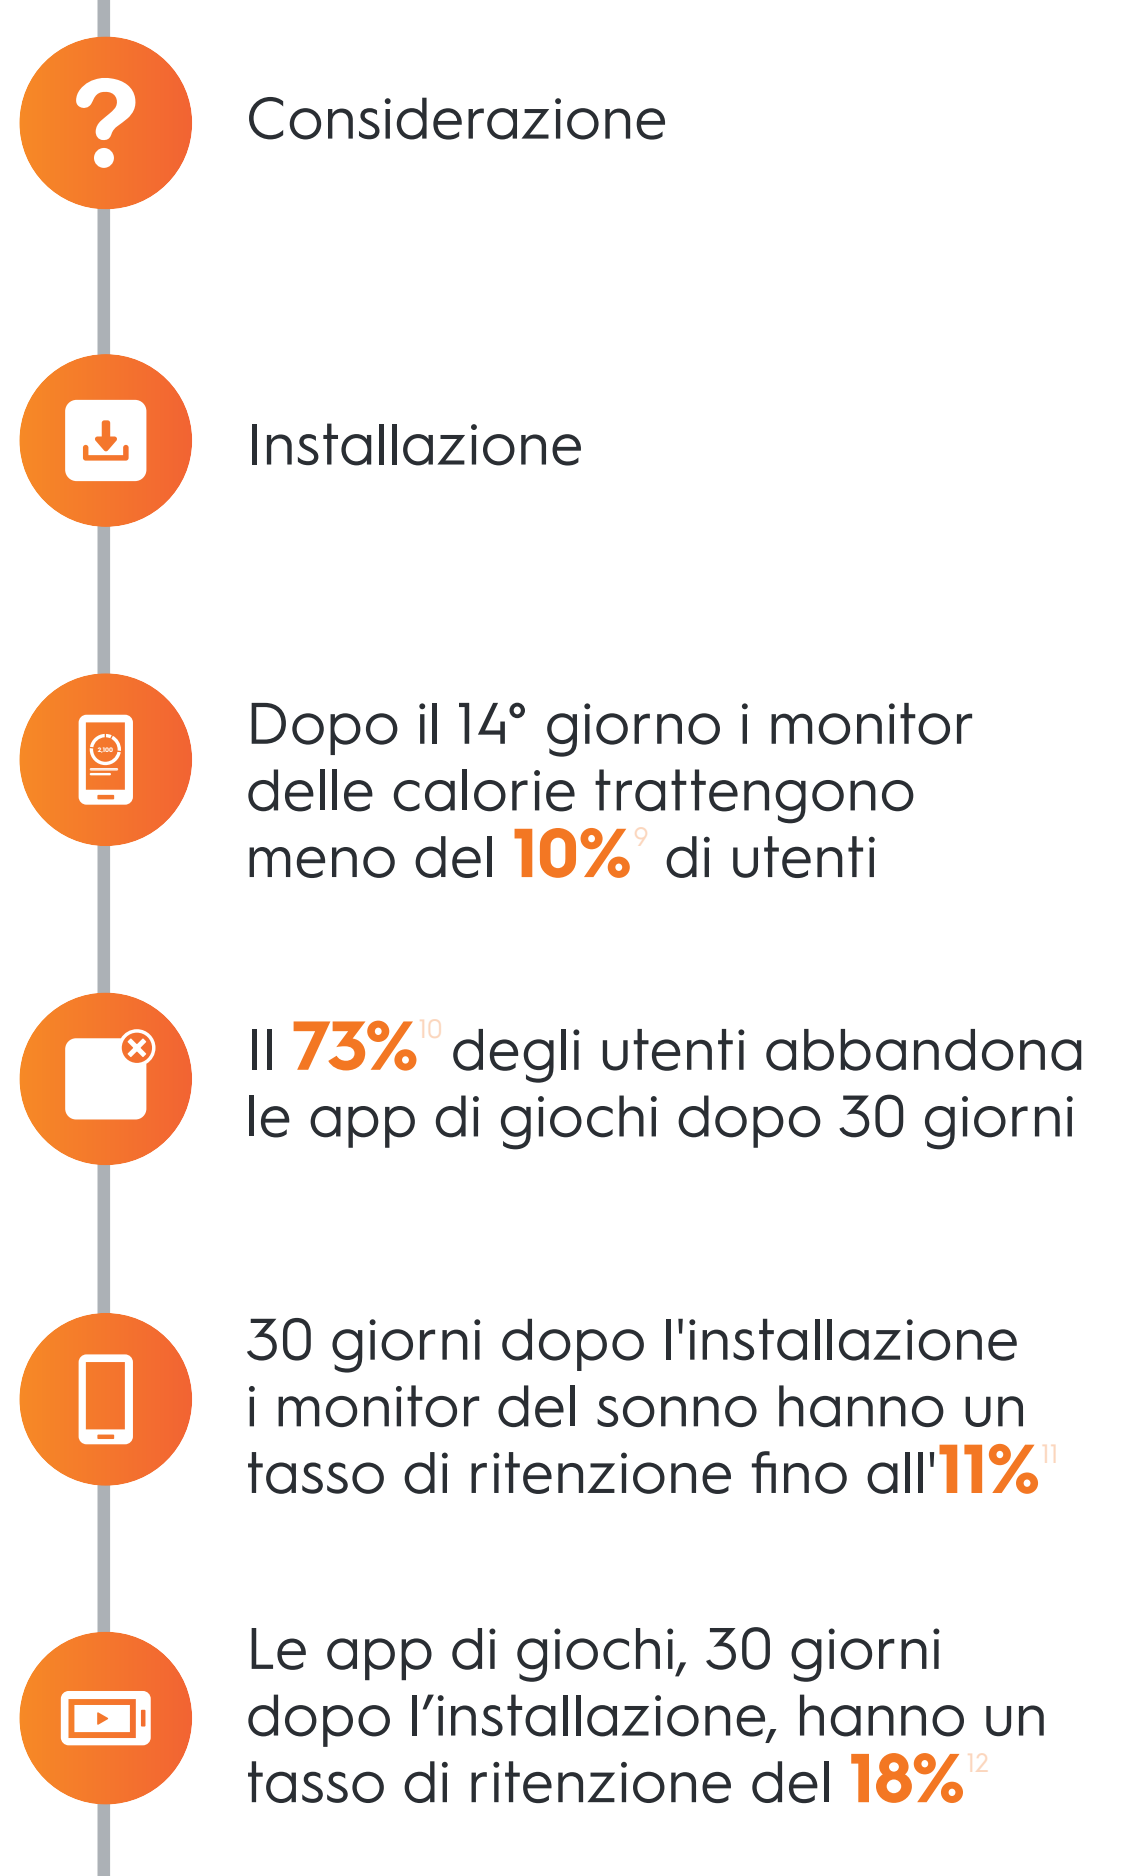 Considerazione
Installazione
2,100
Dopo il 14° giorno i monitor
delle calorie trattengono
meno del 10%⁹ di utenti
Il 73%¹⁰ degli utenti abbandona
le app di giochi dopo 30 giorni
30 giorni dopo l'installazione
i monitor del sonno hanno un
tasso di ritenzione fino all'11%¹¹
Le app di giochi, 30 giorni
dopo l’installazione, hanno un
tasso di ritenzione del 18%¹²